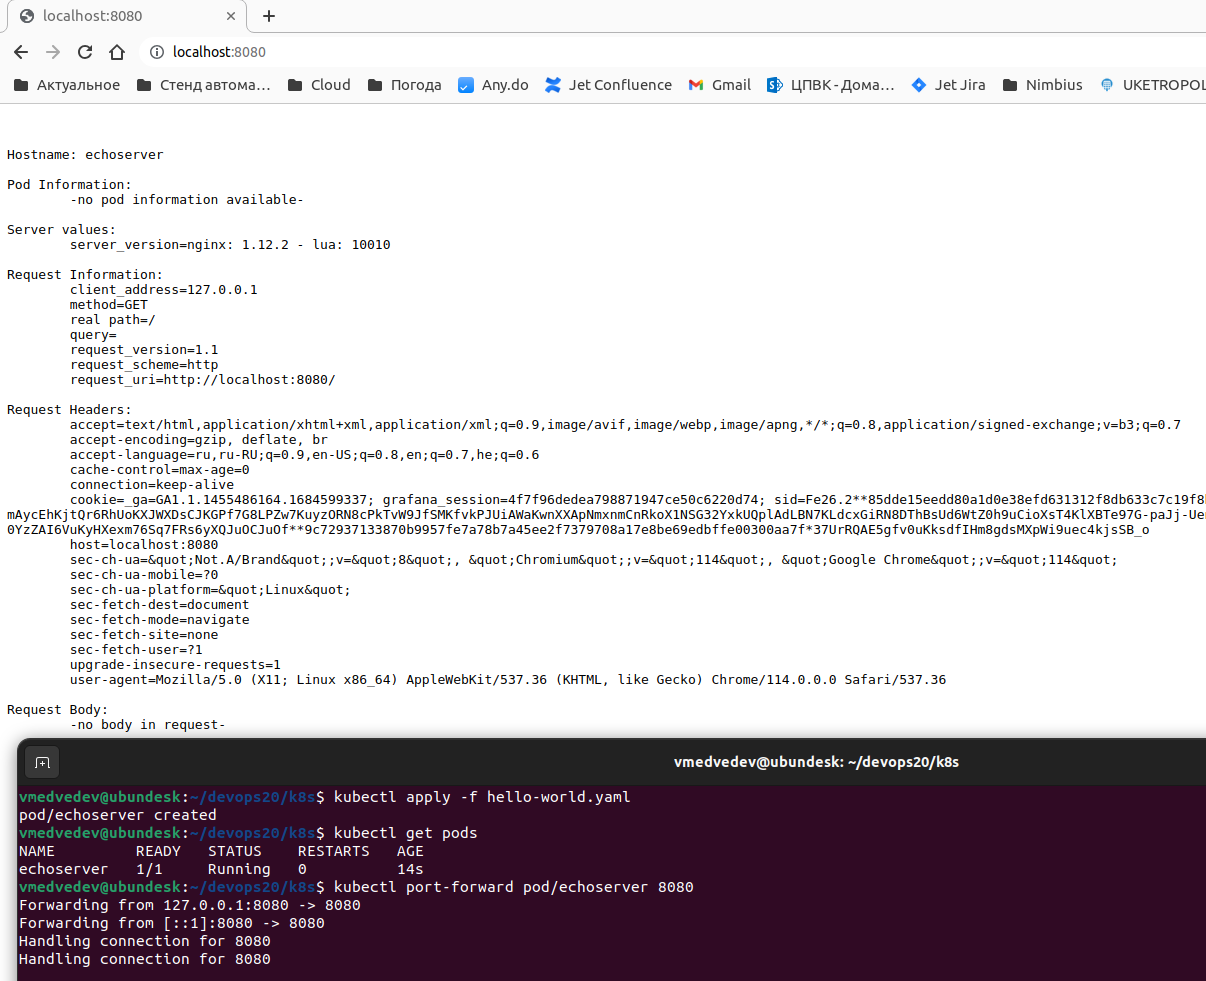 localhost:8080
localhost:8080
Актуальное Стенд автома... Cloud Погода Any.do Jet Confluence Gmail ЦПВК - Дома... Jet Jira Nimbius UKETROPOL
Hostname: echoserver
Pod Information:
-no pod information available-
Server values:
server_version=nginx: 1.12.2 - lua: 10010
Request Information:
client_address=127.0.0.1
method=GET
real path=/
query=
request_version=1.1
request_scheme=http
request_uri=http://localhost:8080/
Request Headers:
accept=text/html,application/xhtml+xml,application/xml;q=0.9,image/avif,image/webp,image/apng,*/*;q=0.8,application/signed-exchange;v=b3;q=0.7
accept-encoding=gzip, deflate, br
accept-language=ru,ru-RU;q=0.9,en-US;q=0.8,en;q=0.7,he;q=0.6
cache-control=max-age=0
connection=keep-alive
cookie=_ga=GA1.1.1455486164.1684599337; grafana_session=4f7f96dedea798871947ce50c6220d74; sid=Fe26.2**85dde15eedd80a1d0e38efd631312f8db633c7c19f8
mAycEhKjtQr6RhUoKXJWXDsCJKGPf7G8LPZw7KuyzORN8cPkTvW9JfSMKfvkPJUiAWaKwnXXApNmxnmCnRkoX1NSG32YxkUQplAdLBN7KLdcxGiRN8DThBsUd6WtZ0h9uCioXsT4KlXBTe97G-paJj-Uer
0YzZAI6VuKyHXexm76Sq7FRs6yXQJuOCJuOf**9c72937133870b9957fe7a78b7a45ee2f7379708a17e8be69edbffe00300aa7f*37UrRQAE5gfv0uKksdfIHm8gdsMXpWi9uec4kjsSB_o
host=localhost:8080
sec-ch-ua=&quot;Not.A/Brand&quot;;v=&quot;8&quot;, &quot;Chromium&quot;;v=&quot;114&quot;, &quot;Google Chrome&quot;;v=&quot;114&quot;
sec-ch-ua-mobile=?0
sec-ch-ua-platform=&quot;Linux&quot;
sec-fetch-dest=document
sec-fetch-mode=navigate
sec-fetch-site=none
sec-fetch-user=?1
upgrade-insecure-requests=1
user-agent=Mozilla/5.0 (X11; Linux x86_64) AppleWebKit/537.36 (KHTML, like Gecko) Chrome/114.0.0.0 Safari/537.36
Request Body:
-no body in request-
vmedvedev@ubundesk: ~/devops20/k8s
vmedvedev@ubundesk:~/devops20/k8s$ kubectl apply -f hello-world.yaml
pod/echoserver created
vmedvedev@ubundesk:~/devops20/k8s$ kubectl get pods
NAME READY STATUS RESTARTS AGE
echoserver 1/1 Running 0 14s
vmedvedev@ubundesk:~/devops20/k8s$ kubectl port-forward pod/echoserver 8080
Forwarding from 127.0.0.1:8080 -> 8080
Forwarding from [::1]:8080 -> 8080
Handling connection for 8080
Handling connection for 8080